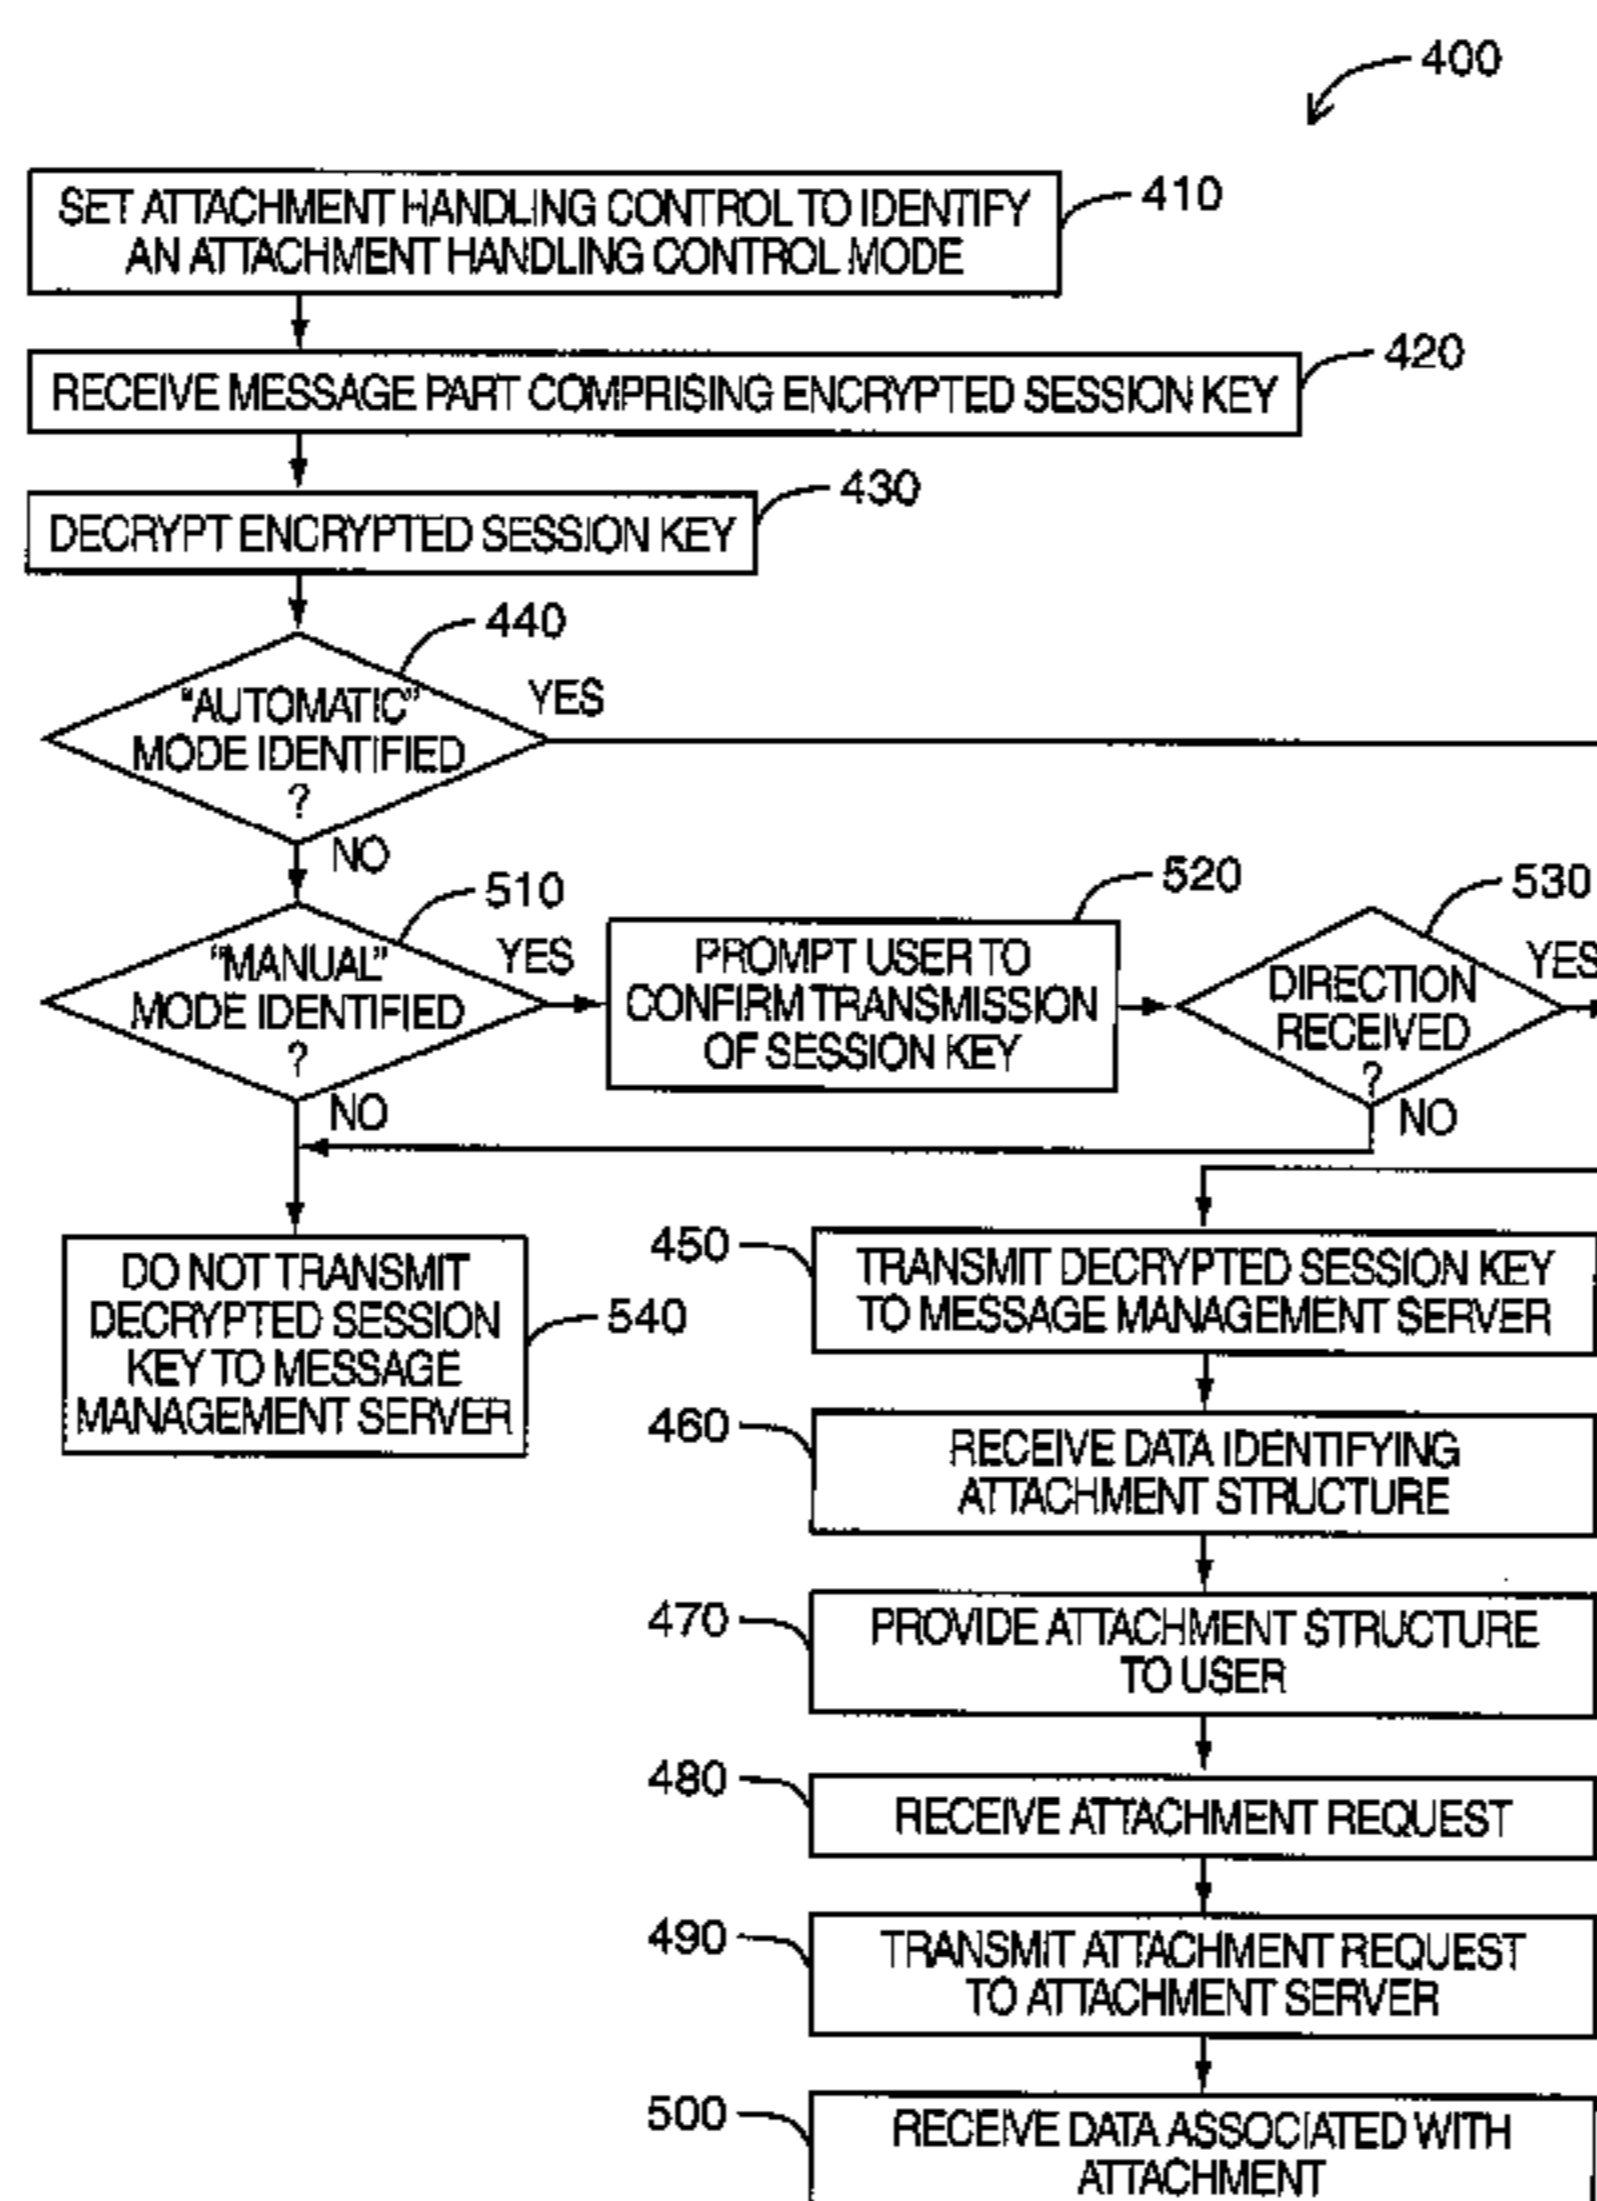 400
SET ATTACHMENT HANDLING CONTROL TO IDENTIFY
AN ATTACHMENT HANDLING CONTROL MODE
410
RECEIVE MESSAGE PART COMPRISING ENCRYPTED SESSION KEY
420
DECRYPT ENCRYPTED SESSION KEY
430
440
"AUTOMATIC"
MODE IDENTIFIED
?
YES
NO
510
"MANUAL"
MODE IDENTIFIED
?
YES
NO
520
PROMPT USER TO
CONFIRM TRANSMISSION
OF SESSION KEY
530
DIRECTION
RECEIVED
?
YES
NO
DO NOT TRANSMIT
DECRYPTED SESSION
KEY TO MESSAGE
MANAGEMENT SERVER
540
450
TRANSMIT DECRYPTED SESSION KEY
TO MESSAGE MANAGEMENT SERVER
460
RECEIVE DATA IDENTIFYING
ATTACHMENT STRUCTURE
470
PROVIDE ATTACHMENT STRUCTURE
TO USER
480
RECEIVE ATTACHMENT REQUEST
490
TRANSMIT ATTACHMENT REQUEST
TO ATTACHMENT SERVER
500
RECEIVE DATA ASSOCIATED WITH
ATTACHMENT